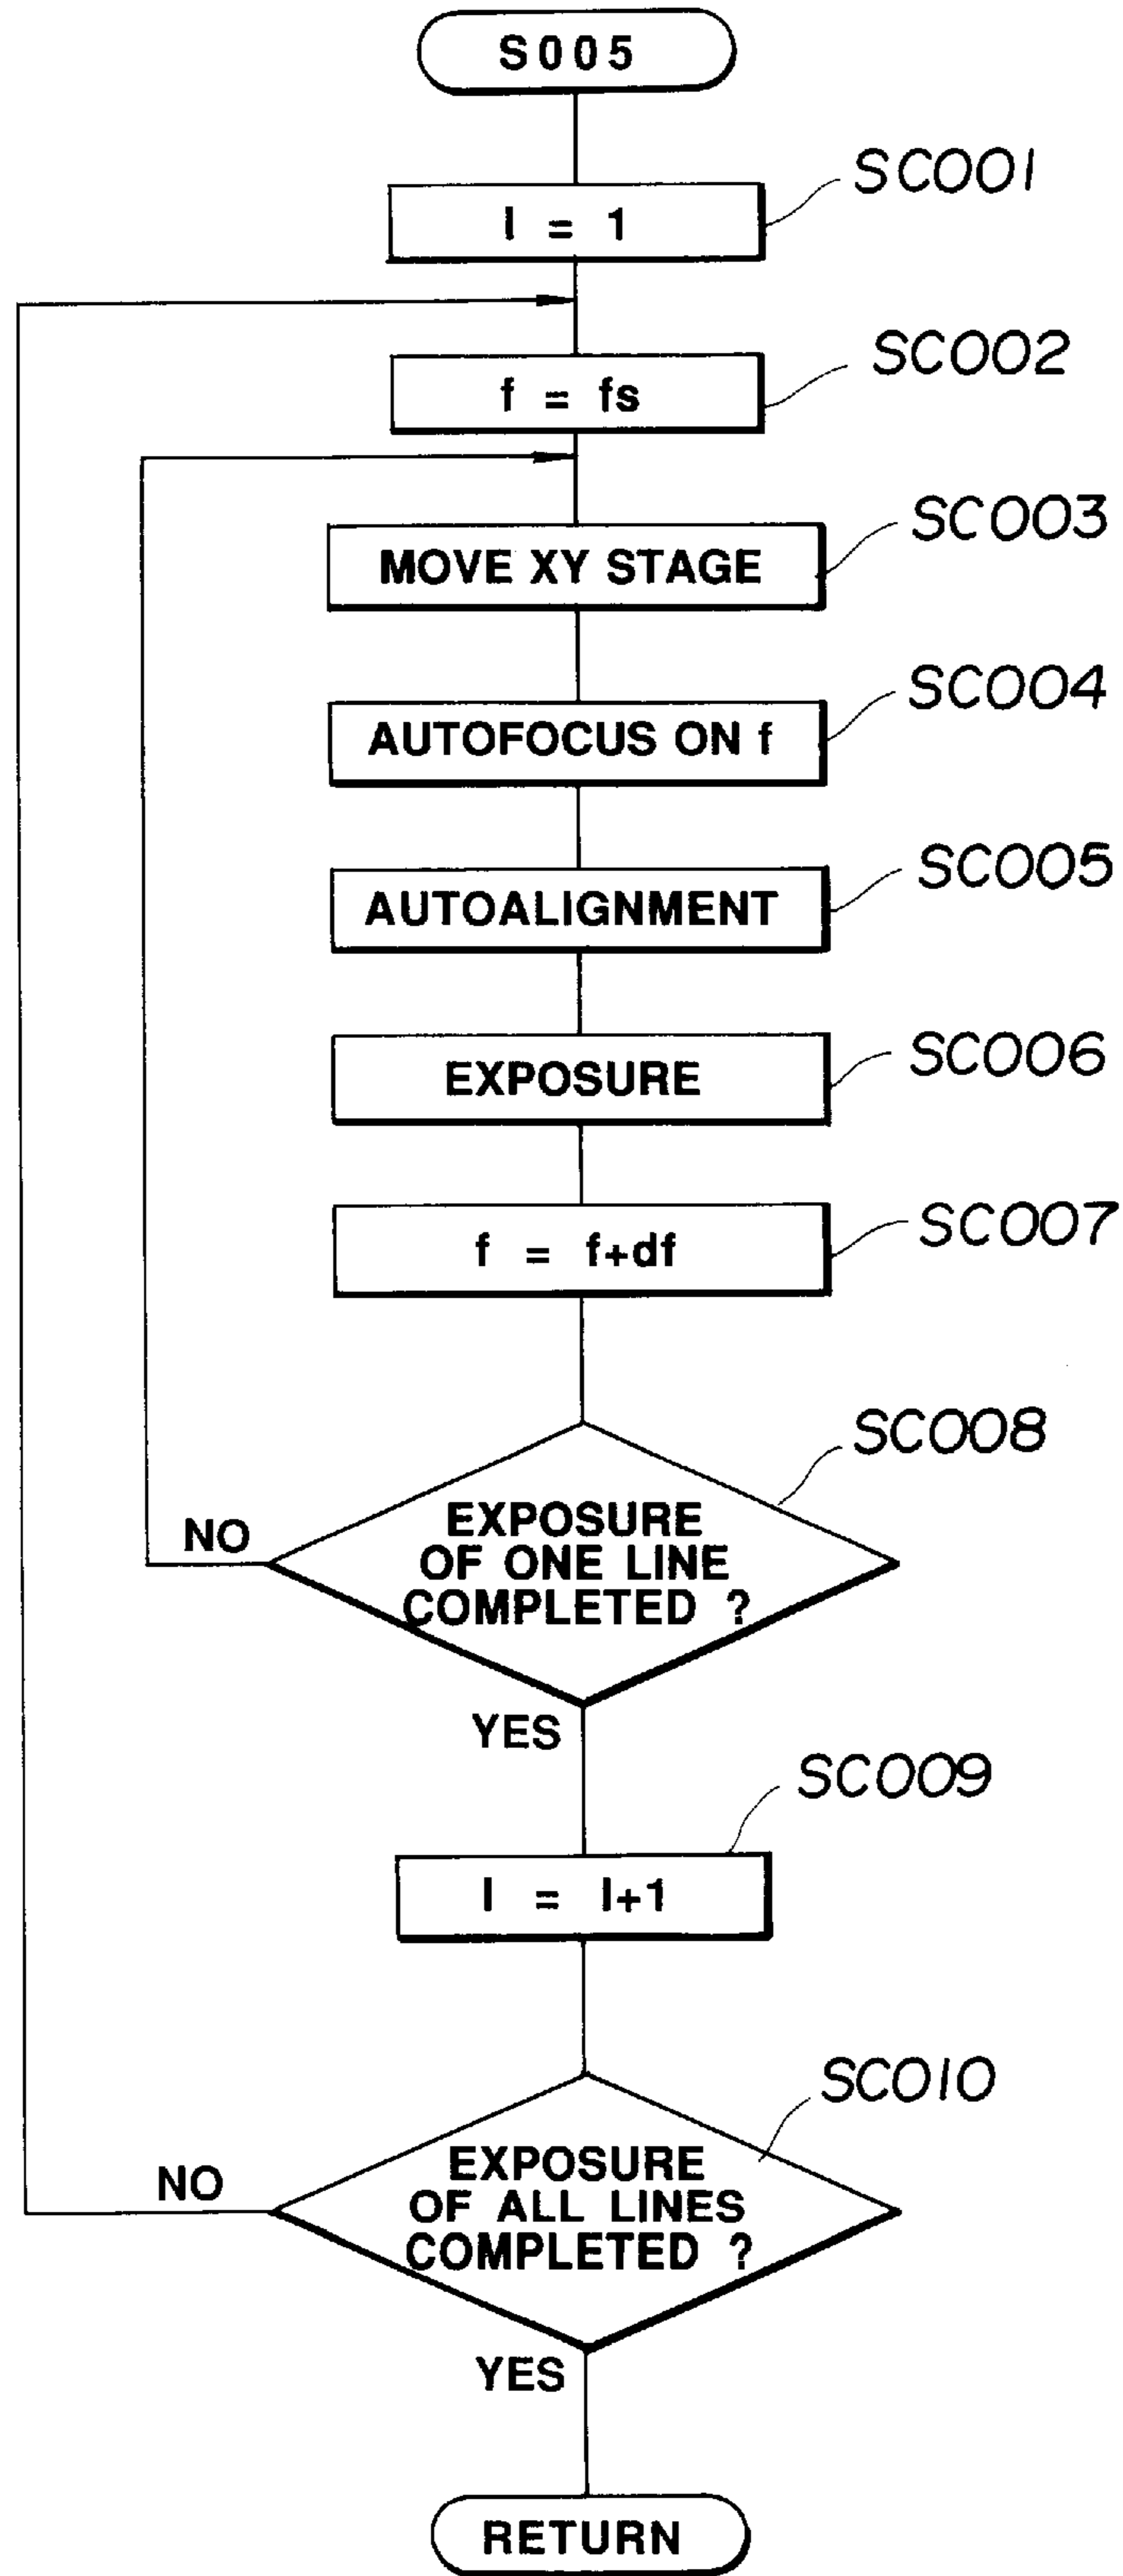 S005
SC001
l = 1
SC002
f = fs
SC003
MOVE XY STAGE
SC004
AUTOFOCUS ON f
SC005
AUTOALIGNMENT
SC006
EXPOSURE
SC007
f = f+df
SC008
EXPOSURE
OF ONE LINE
COMPLETED ?
NO
YES
SC009
l = l+1
SC010
EXPOSURE
OF ALL LINES
COMPLETED ?
NO
YES
RETURN